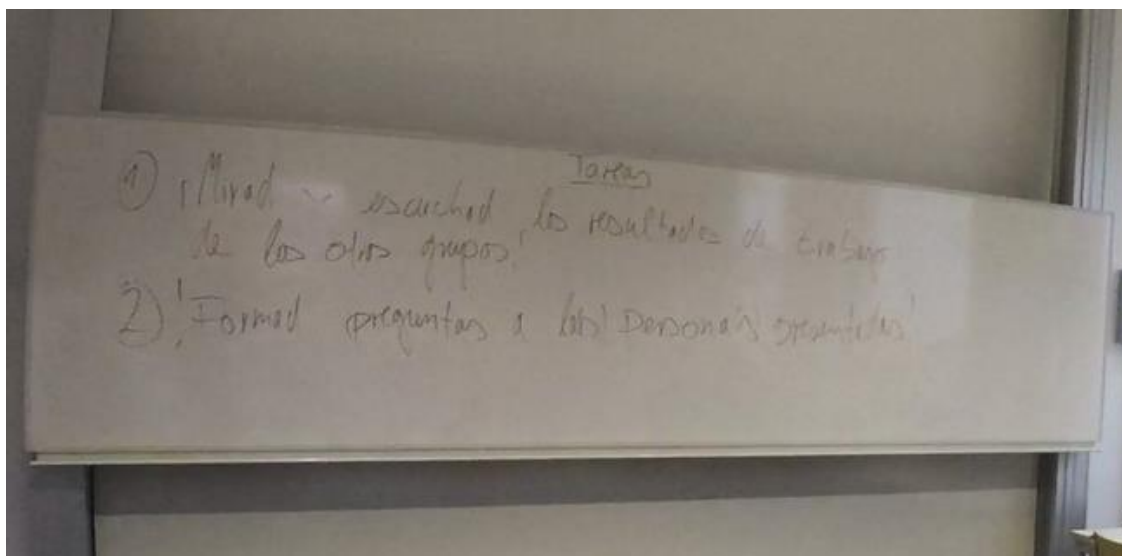 Tareas
1) ¡Mirad y escuchad los resultados de trabajo
de los otros grupos!
2) ¡Formad preguntas a las personas presentadas!